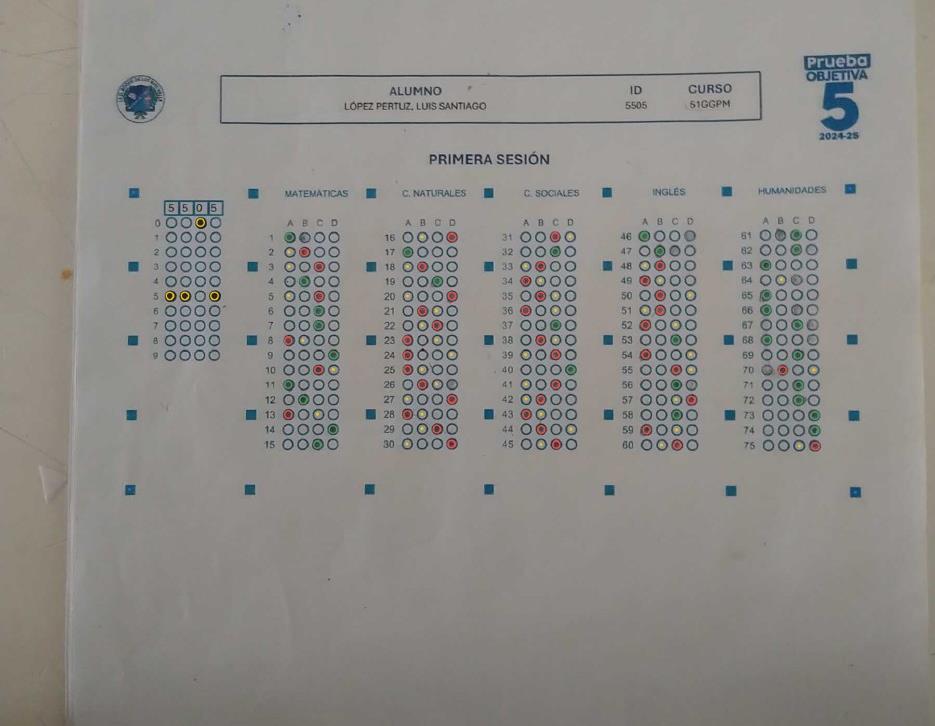 Prueba
OBJETIVA
5
2024-25
ALUMNO ID CURSO
LÓPEZ PERTUZ, LUIS SANTIAGO 5505 51GGPM
PRIMERA SESIÓN
MATEMÁTICAS C. NATURALES C. SOCIALES INGLÉS HUMANIDADES
5 5 0 5
A B C D A B C D A B C D A B C D A B C D
0 1 16 31 46 61
1 2 17 32 47 62
2 3 18 33 48 63
3 4 19 34 49 64
4 5 20 35 50 65
5 6 21 36 51 66
6 7 22 37 52 67
7 8 23 38 53 68
8 9 24 39 54 69
9 10 25 40 55 70
11 26 41 56 71
12 27 42 57 72
13 28 43 58 73
14 29 44 59 74
15 30 45 60 75